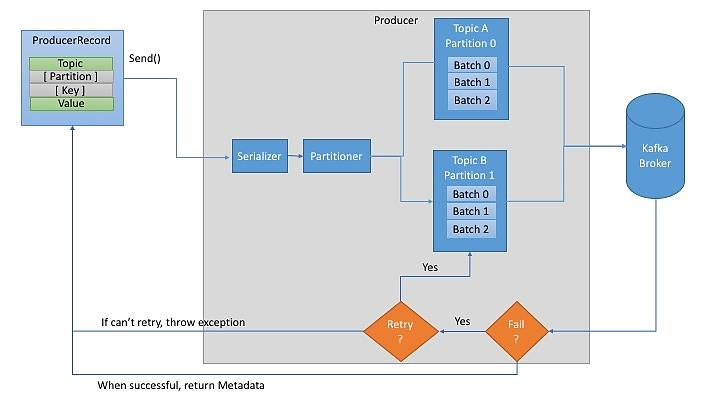 Producer
ProducerRecord
Topic
[ Partition ]
[ Key ]
Value
Send()
Serializer
Partitioner
Topic A
Partition 0
Batch 0
Batch 1
Batch 2
Topic B
Partition 1
Batch 0
Batch 1
Batch 2
Kafka
Broker
Yes
Retry
?
Yes
Fail
?
If can't retry, throw exception
When successful, return Metadata